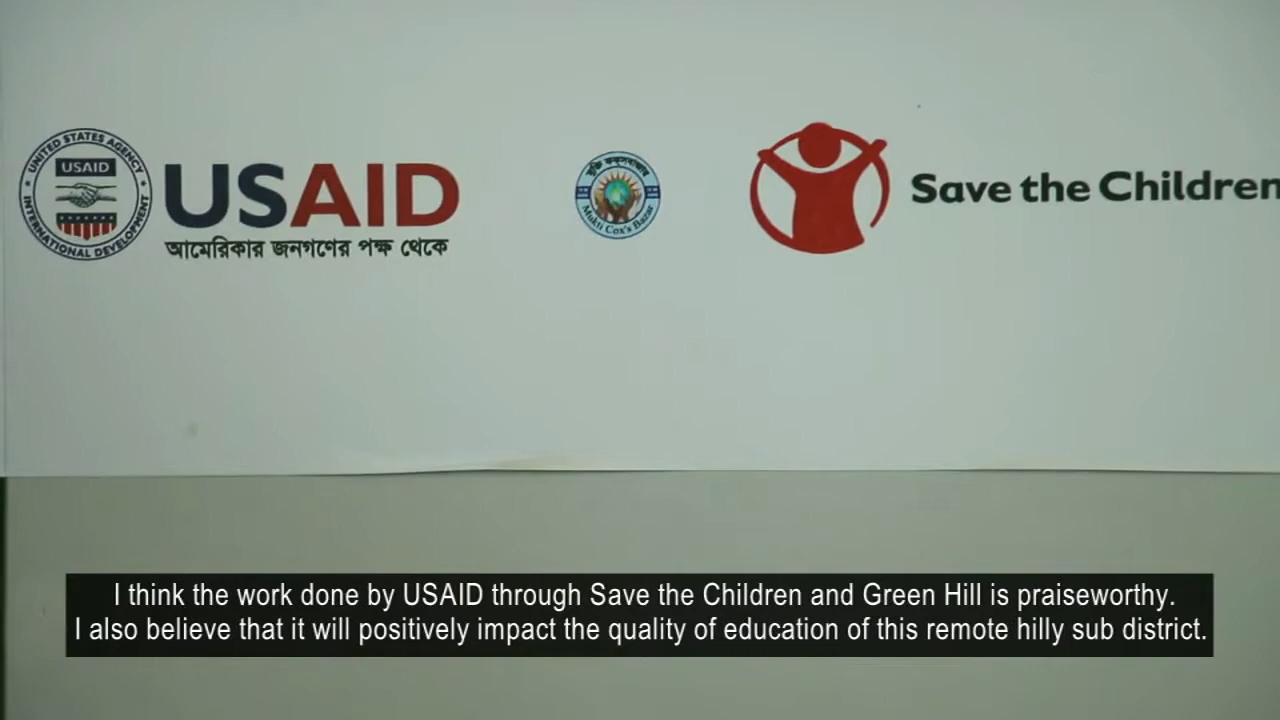 UNITED STATES AGENCY
USAID
INTERNATIONAL DEVELOPMENT
USAID
আমেরিকার জনগণের পক্ষ থেকে
মুক্তি কক্সবাজার
Mukti Cox's Bazar
Save the Children
I think the work done by USAID through Save the Children and Green Hill is praiseworthy.
I also believe that it will positively impact the quality of education of this remote hilly sub district.